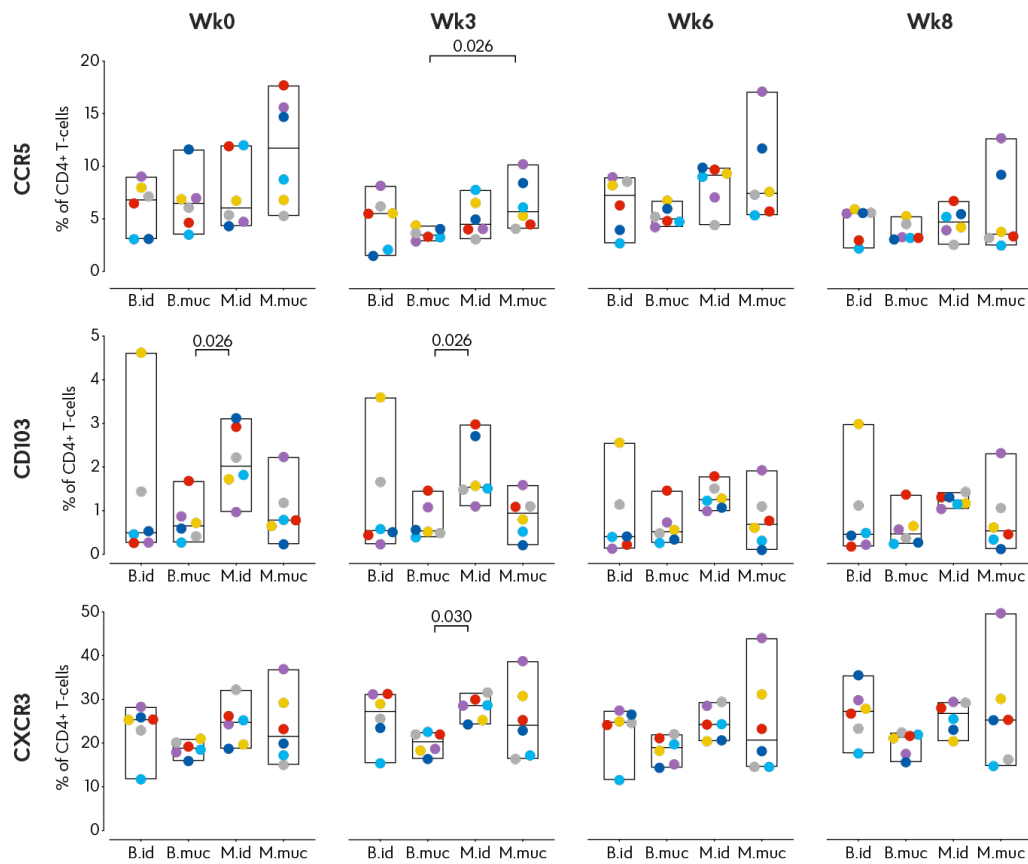 Wk0 Wk3 Wk6 Wk8
CCR5
% of CD4+ T-cells
20
15
10
5
0
0.026
B.id B.muc M.id M.muc B.id B.muc M.id M.muc B.id B.muc M.id M.muc B.id B.muc M.id M.muc
CD103
% of CD4+ T-cells
5
4
3
2
1
0
0.026 0.026
B.id B.muc M.id M.muc B.id B.muc M.id M.muc B.id B.muc M.id M.muc B.id B.muc M.id M.muc
CXCR3
% of CD4+ T-cells
50
40
30
20
10
0
0.030
B.id B.muc M.id M.muc B.id B.muc M.id M.muc B.id B.muc M.id M.muc B.id B.muc M.id M.muc